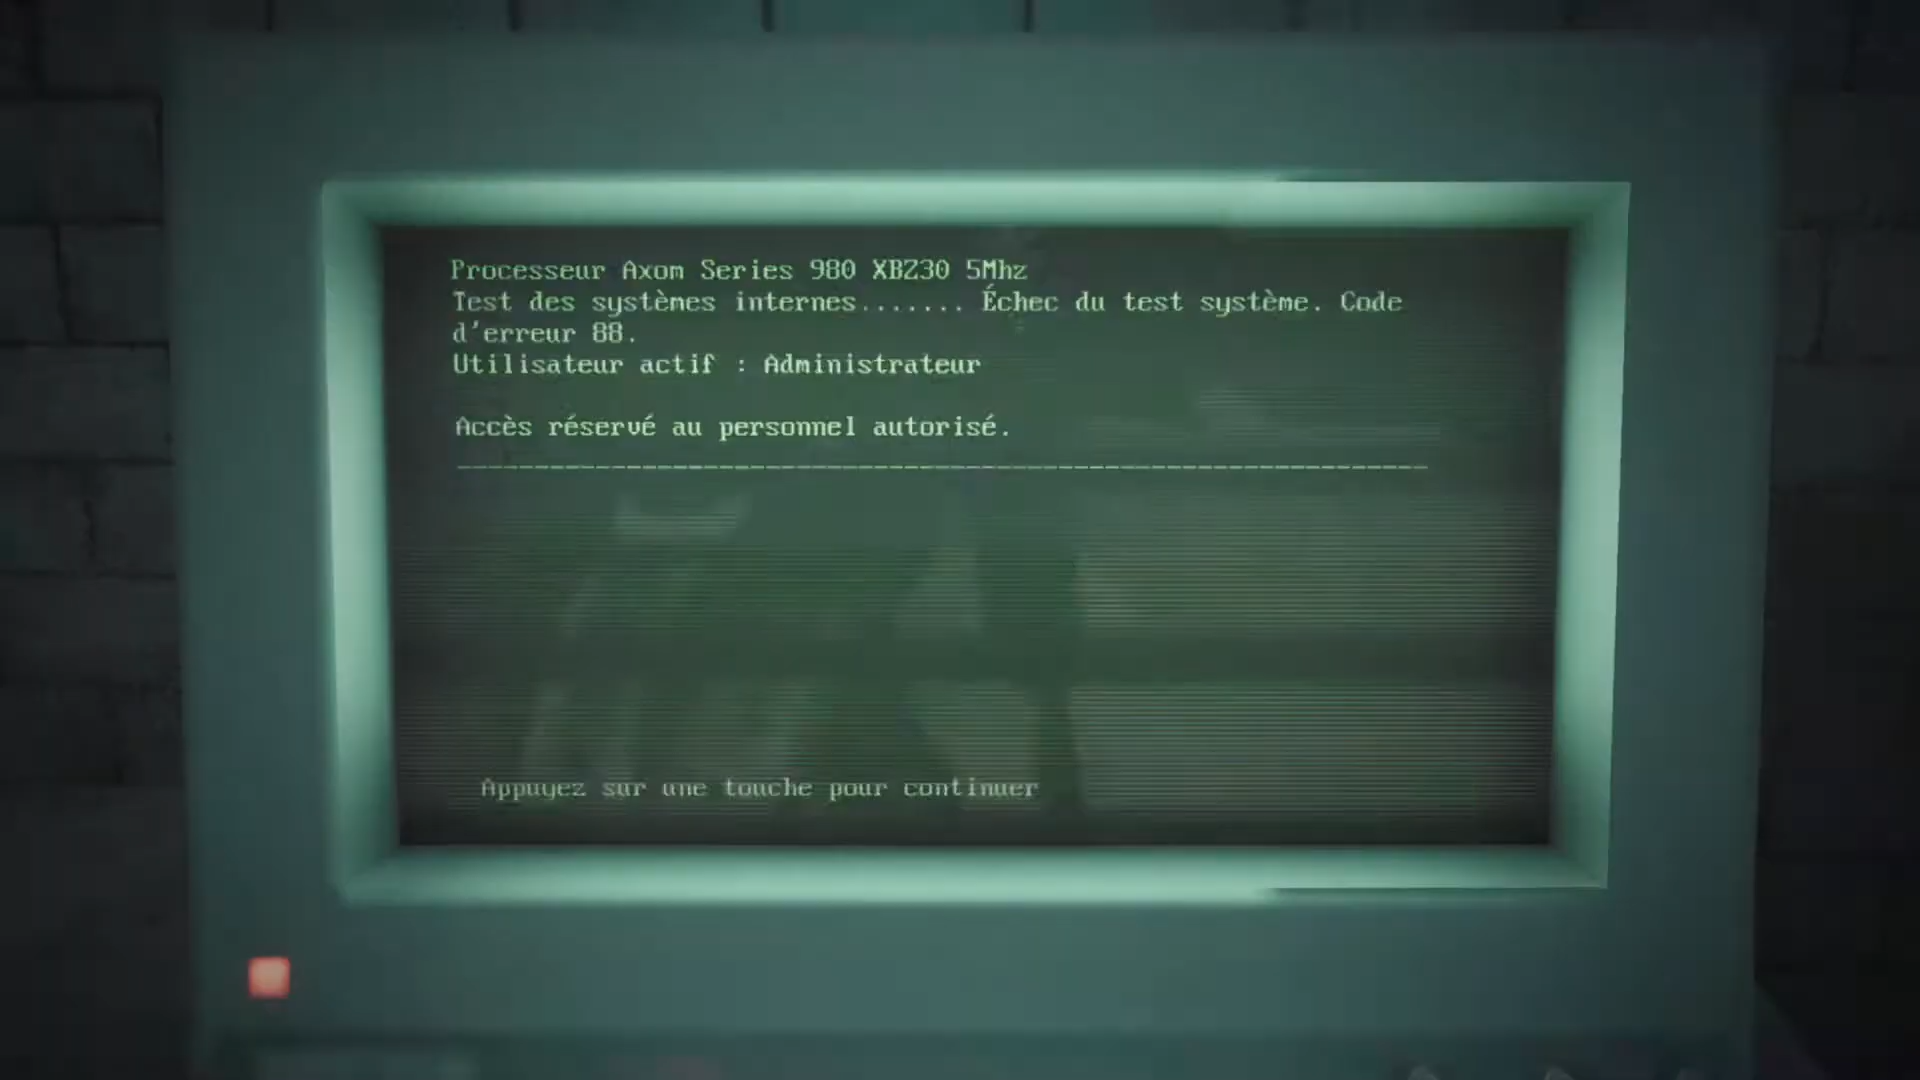 Processeur Axom Series 980 XBZ30 5Mhz
Test des systèmes internes....... Échec du test système. Code
d'erreur 88.
Utilisateur actif : Administrateur
Accès réservé au personnel autorisé.
Appuyez sur une touche pour continuer